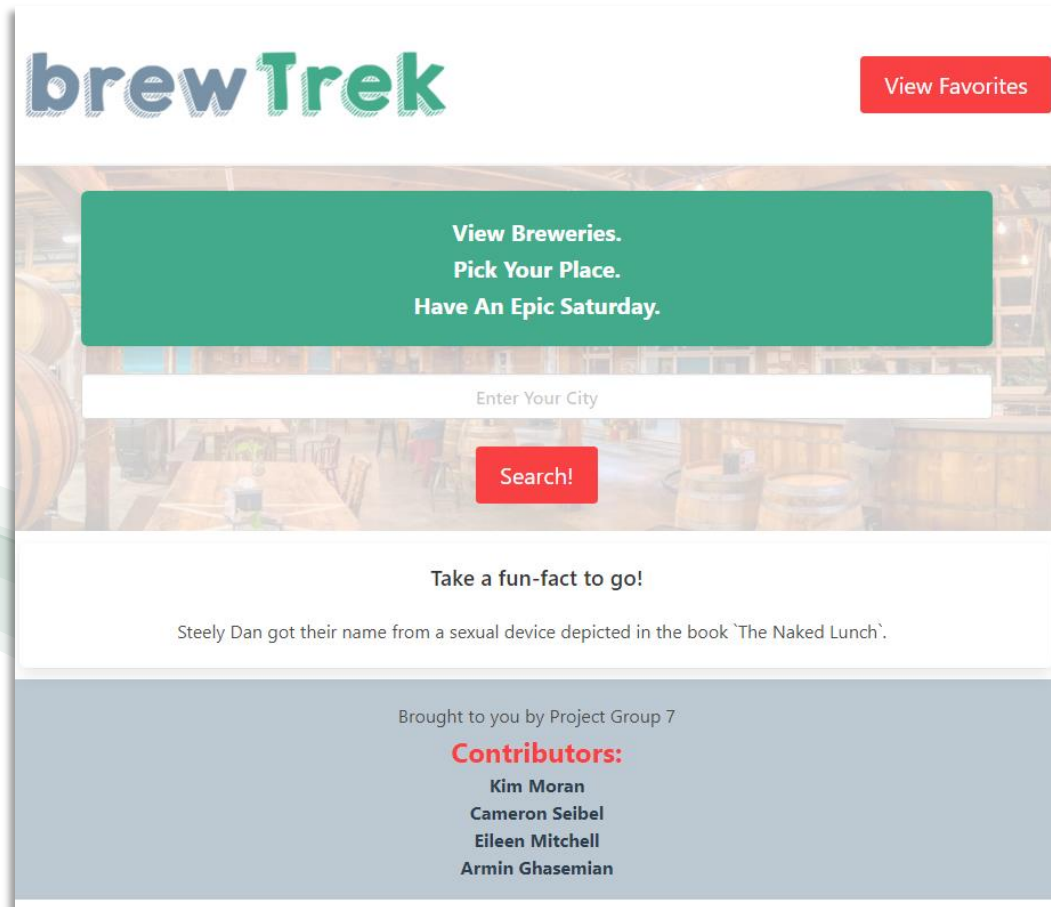 brewTrek
View Favorites
View Breweries.
Pick Your Place.
Have An Epic Saturday.
Enter Your City
Search!
Take a fun-fact to go!
Steely Dan got their name from a sexual device depicted in the book `The Naked Lunch`.
Brought to you by Project Group 7
Contributors:
Kim Moran
Cameron Seibel
Eileen Mitchell
Armin Ghasemian